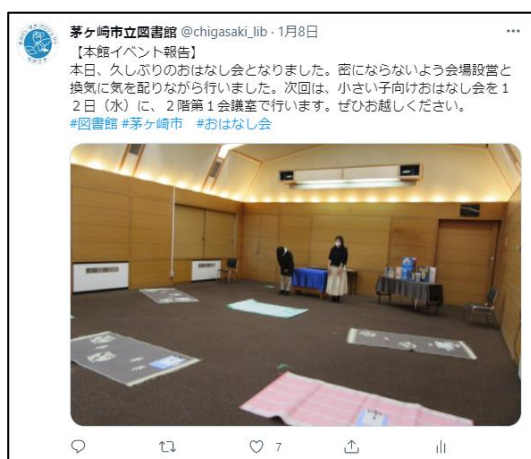 茅ヶ崎市立図書館 @chigasaki_lib · 1月8日
【本館イベント報告】
本日、久しぶりのおはなし会となりました。密にならないよう会場設営と
換気に気を配りながら行いました。次回は、小さい子向けおはなし会を１
２日（水）に、２階第１会議室で行います。ぜひお越しください。
#図書館 #茅ヶ崎市　#おはなし会
7